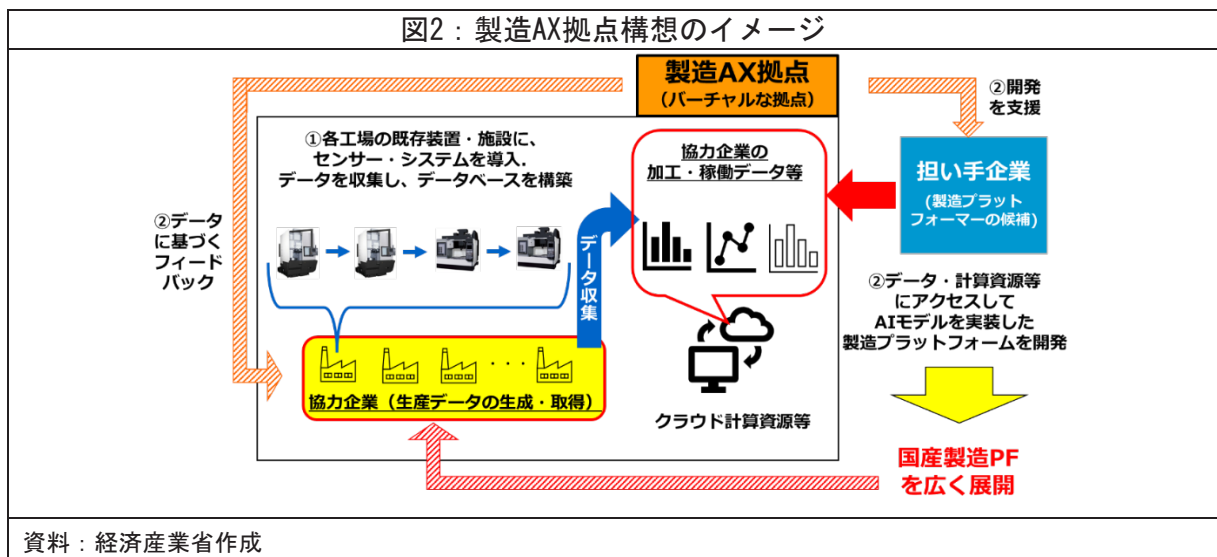 図2：製造AX拠点構想のイメージ
製造AX拠点
（バーチャルな拠点）
②開発
を支援
①各工場の既存装置・施設に、
センサー・システムを導入．
データを収集し、データベースを構築
協力企業の
加工・稼働データ等
担い手企業
(製造プラット
フォーマーの候補)
②データ
に基づく
フィード
バック
データ収集
②データ・計算資源等
にアクセスして
AIモデルを実装した
製造プラットフォームを開発
・・・
協力企業（生産データの生成・取得）
クラウド計算資源等
国産製造PF
を広く展開
資料：経済産業省作成